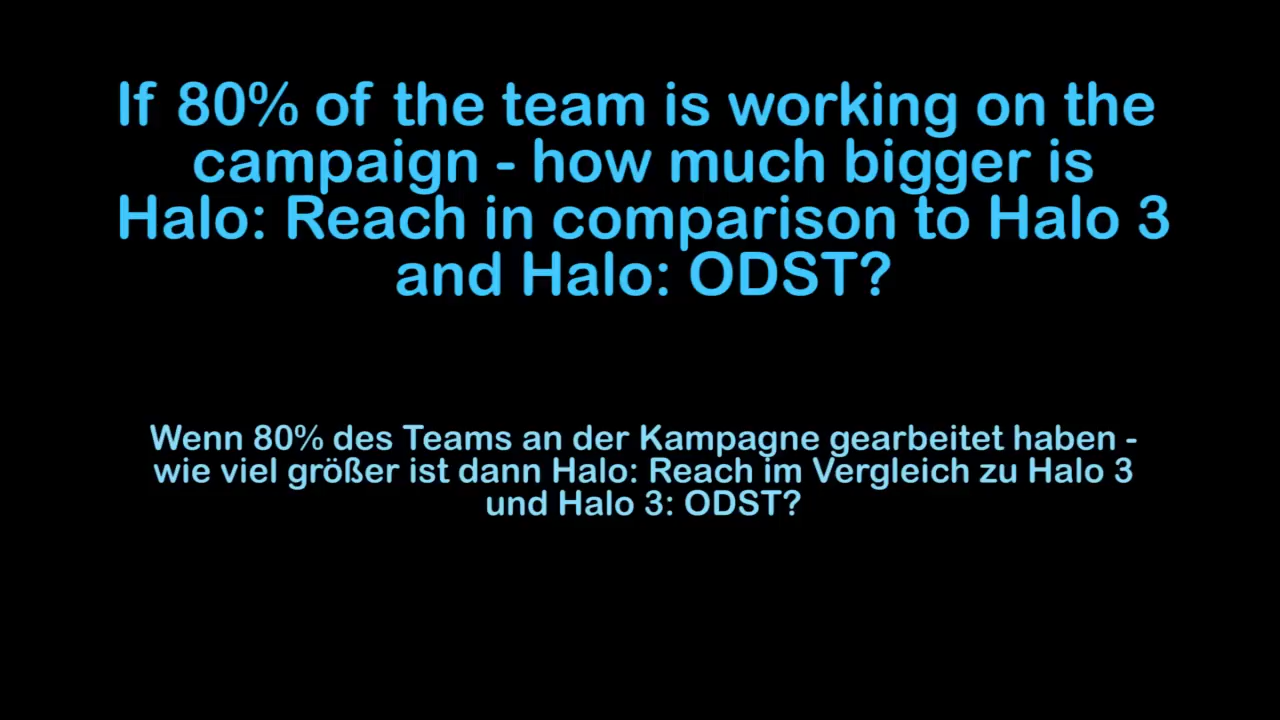 If 80% of the team is working on the
campaign - how much bigger is
Halo: Reach in comparison to Halo 3
and Halo: ODST?
Wenn 80% des Teams an der Kampagne gearbeitet haben -
wie viel größer ist dann Halo: Reach im Vergleich zu Halo 3
und Halo 3: ODST?